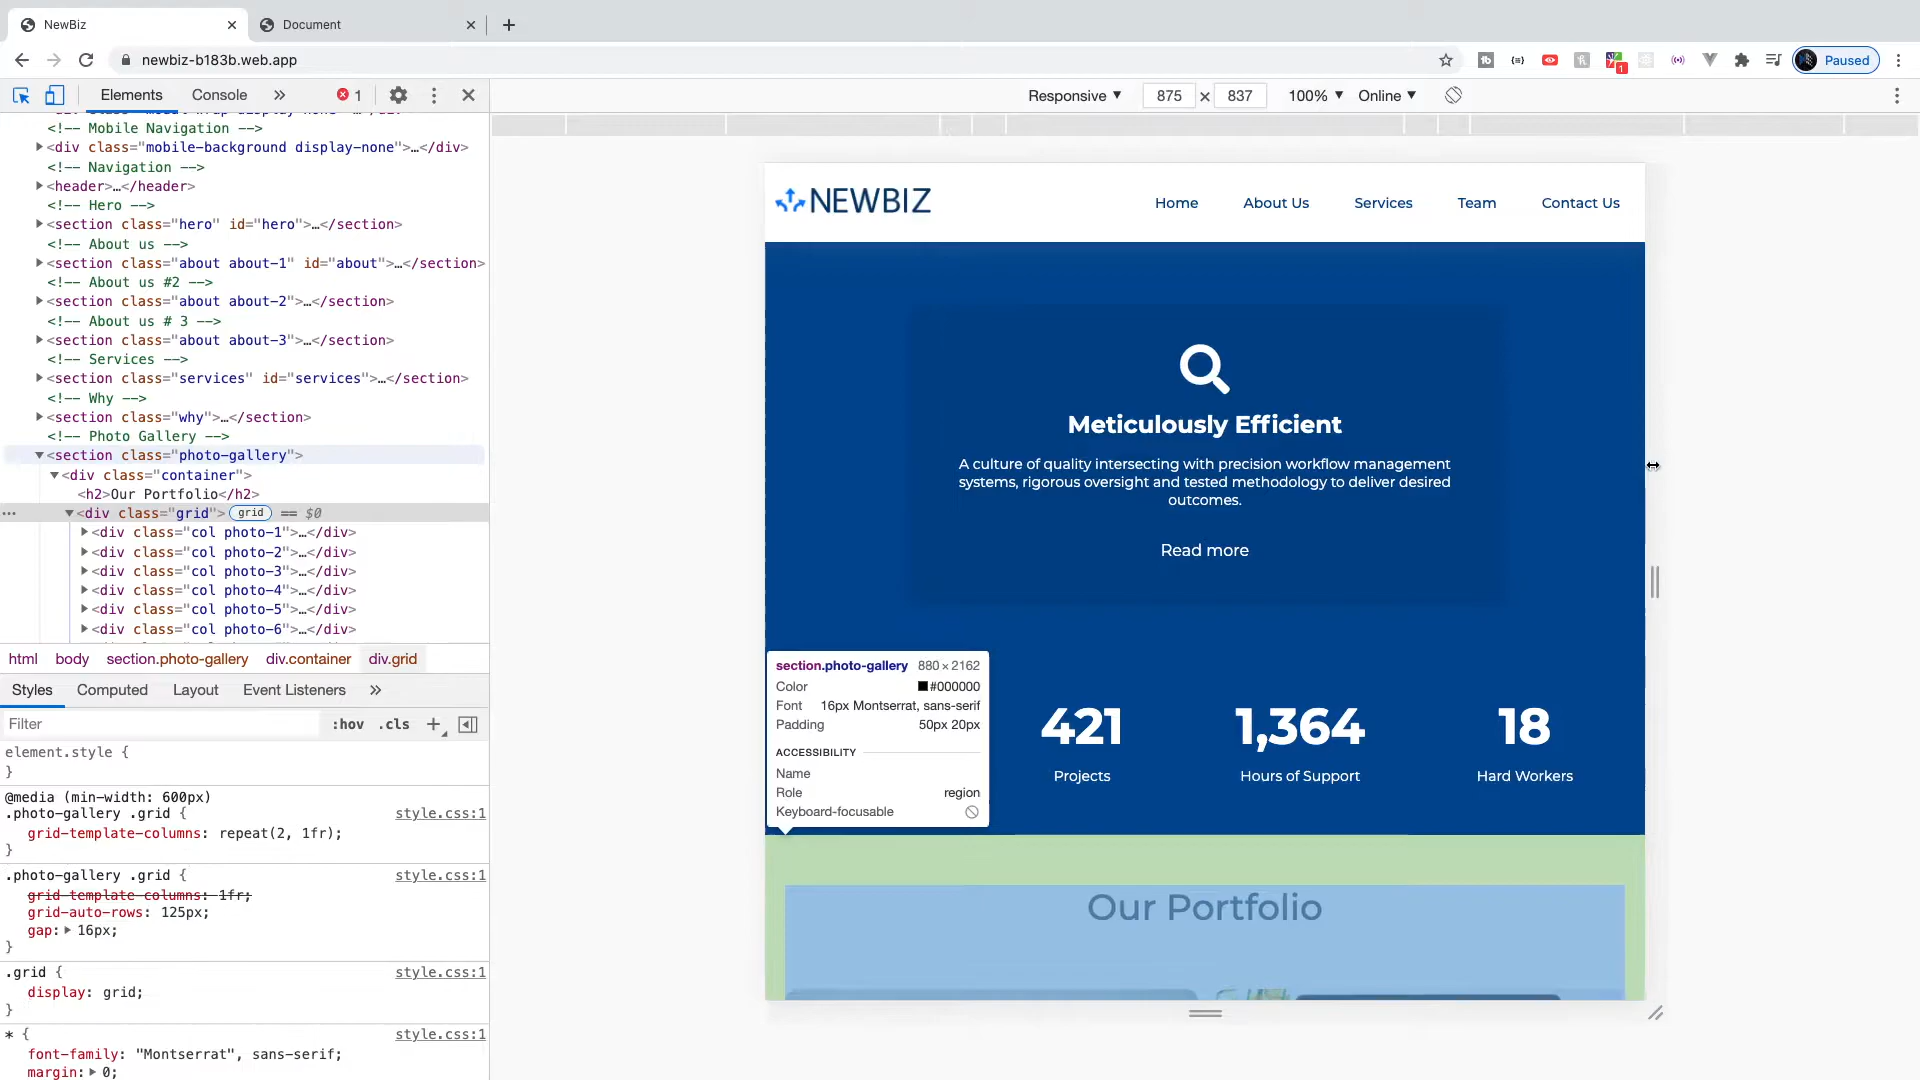 NewBiz
Document
newbiz-b183b.web.app
Paused
Elements
Console
1
Responsive
875
837
100%
Online
<!-- Mobile Navigation -->
<div class="mobile-background display-none">…</div>
<!-- Navigation -->
<header>…</header>
<!-- Hero -->
<section class="hero" id="hero">…</section>
<!-- About us -->
<section class="about about-1" id="about">…</section>
<!-- About us #2 -->
<section class="about about-2">…</section>
<!-- About us # 3 -->
<section class="about about-3">…</section>
<!-- Services -->
<section class="services" id="services">…</section>
<!-- Why -->
<section class="why">…</section>
<!-- Photo Gallery -->
<section class="photo-gallery">
<div class="container">
<h2>Our Portfolio</h2>
<div class="grid"> grid == $0
<div class="col photo-1">…</div>
<div class="col photo-2">…</div>
<div class="col photo-3">…</div>
<div class="col photo-4">…</div>
<div class="col photo-5">…</div>
<div class="col photo-6">…</div>
html body section.photo-gallery div.container div.grid
Styles Computed Layout Event Listeners
Filter
:hov .cls
element.style {
}
@media (min-width: 600px)
.photo-gallery .grid { style.css:1
grid-template-columns: repeat(2, 1fr);
}
.photo-gallery .grid { style.css:1
grid-template-columns: 1fr;
grid-auto-rows: 125px;
gap: 16px;
}
.grid { style.css:1
display: grid;
}
* { style.css:1
font-family: "Montserrat", sans-serif;
margin: 0;
NEWBIZ
Home
About Us
Services
Team
Contact Us
Meticulously Efficient
A culture of quality intersecting with precision workflow management
systems, rigorous oversight and tested methodology to deliver desired
outcomes.
Read more
section.photo-gallery 880 × 2162
Color #000000
Font 16px Montserrat, sans-serif
Padding 50px 20px
ACCESSIBILITY
Name
Role region
Keyboard-focusable
421
Projects
1,364
Hours of Support
18
Hard Workers
Our Portfolio